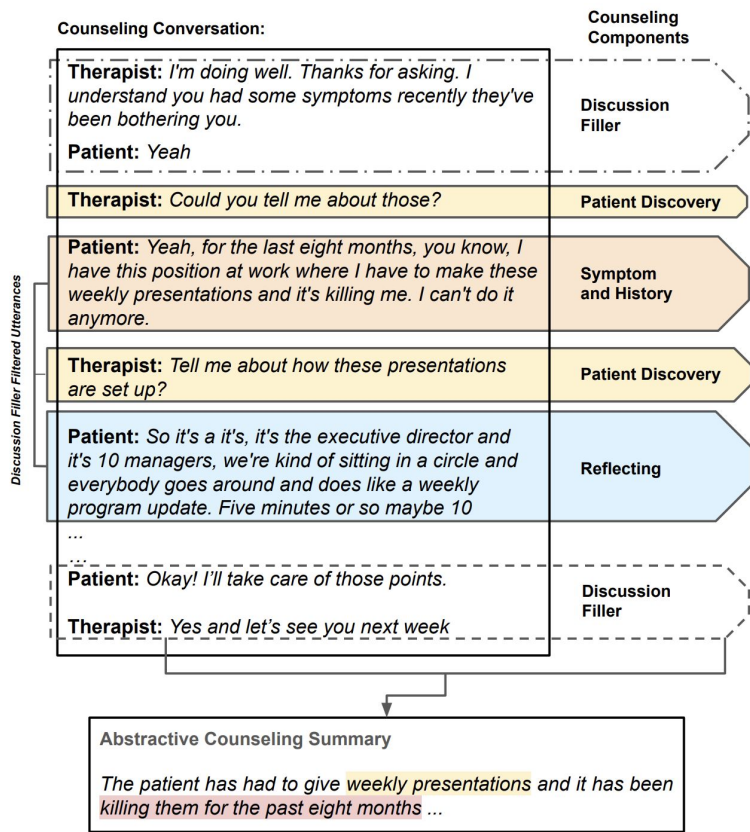 Counseling Conversation:
Counseling
Components
Therapist: I'm doing well. Thanks for asking. I
understand you had some symptoms recently they've
been bothering you.
Patient: Yeah
Discussion
Filler
Therapist: Could you tell me about those?
Patient Discovery
Patient: Yeah, for the last eight months, you know, I
have this position at work where I have to make these
weekly presentations and it's killing me. I can't do it
anymore.
Symptom
and History
Therapist: Tell me about how these presentations
are set up?
Patient Discovery
Discussion Filler Filtered Utterances
Patient: So it's a it's, it's the executive director and
it's 10 managers, we're kind of sitting in a circle and
everybody goes around and does like a weekly
program update. Five minutes or so maybe 10
Reflecting
...
...
Patient: Okay! I'll take care of those points.
Therapist: Yes and let's see you next week
Discussion
Filler
Abstractive Counseling Summary
The patient has had to give weekly presentations and it has been
killing them for the past eight months ...